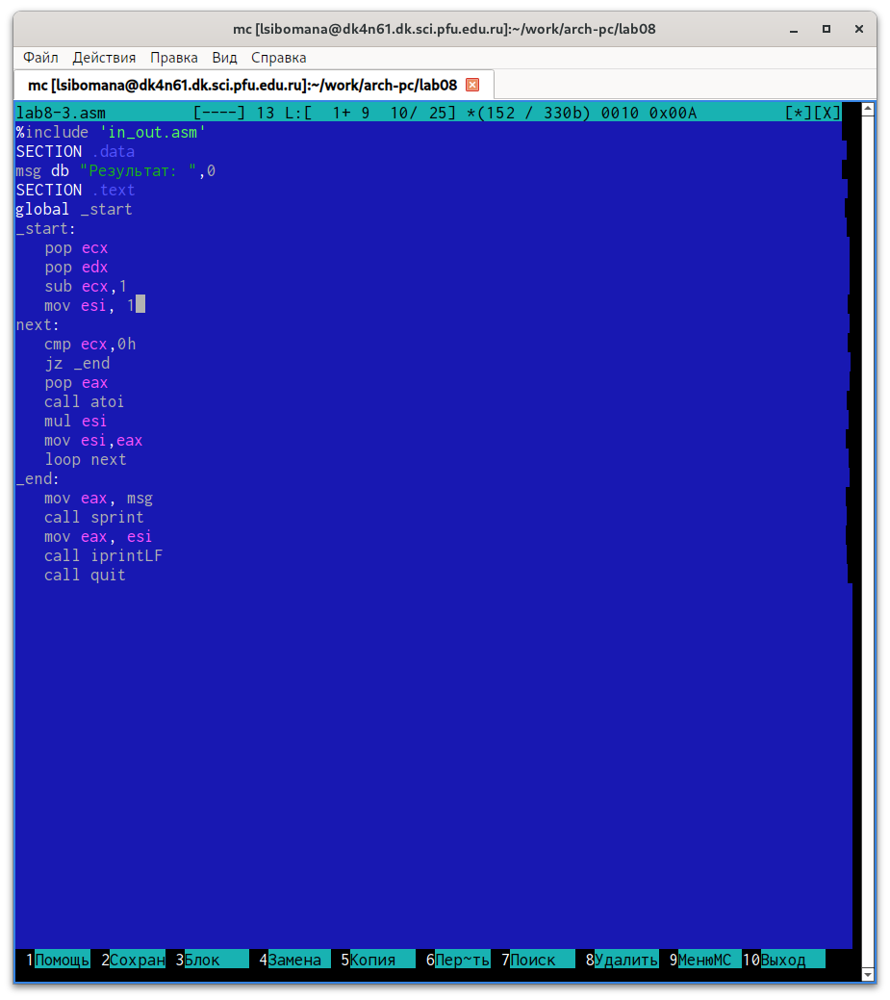 mc [lsibomana@dk4n61.dk.sci.pfu.edu.ru]:~/work/arch-pc/lab08
Файл Действия Правка Вид Справка
mc [lsibomana@dk4n61.dk.sci.pfu.edu.ru]:~/work/arch-pc/lab08
lab8-3.asm [----] 13 L:[ 1+ 9 10/ 25] *(152 / 330b) 0010 0x00A [*][X]
%include 'in_out.asm'
SECTION .data
msg db "Результат: ",0
SECTION .text
global _start
_start:
pop ecx
pop edx
sub ecx,1
mov esi, 1
next:
cmp ecx,0h
jz _end
pop eax
call atoi
mul esi
mov esi,eax
loop next
_end:
mov eax, msg
call sprint
mov eax, esi
call iprintLF
call quit
1Помощь 2Сохран 3Блок 4Замена 5Копия 6Пер~ть 7Поиск 8Удалить 9МенюMC 10Выход